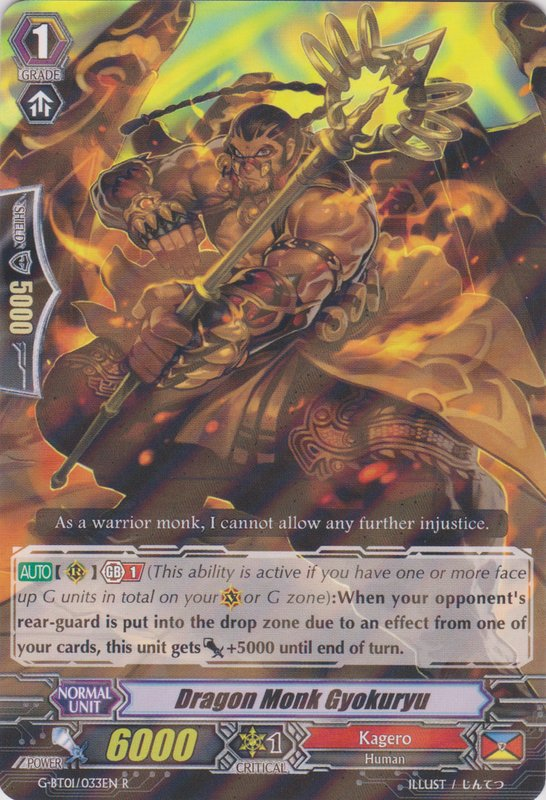 1
GRADE
SHIELD
5000
As a warrior monk, I cannot allow any further injustice.
AUTO【 R 】GB 1 (This ability is active if you have one or more face
up G units in total on your V or G zone):When your opponent's
rear-guard is put into the drop zone due to an effect from one of
your cards, this unit gets +5000 until end of turn.
NORMAL
UNIT
Dragon Monk Gyokuryu
POWER
6000
1
CRITICAL
Kagero
Human
G-BT01/033EN R
ILLUST / じんてつ